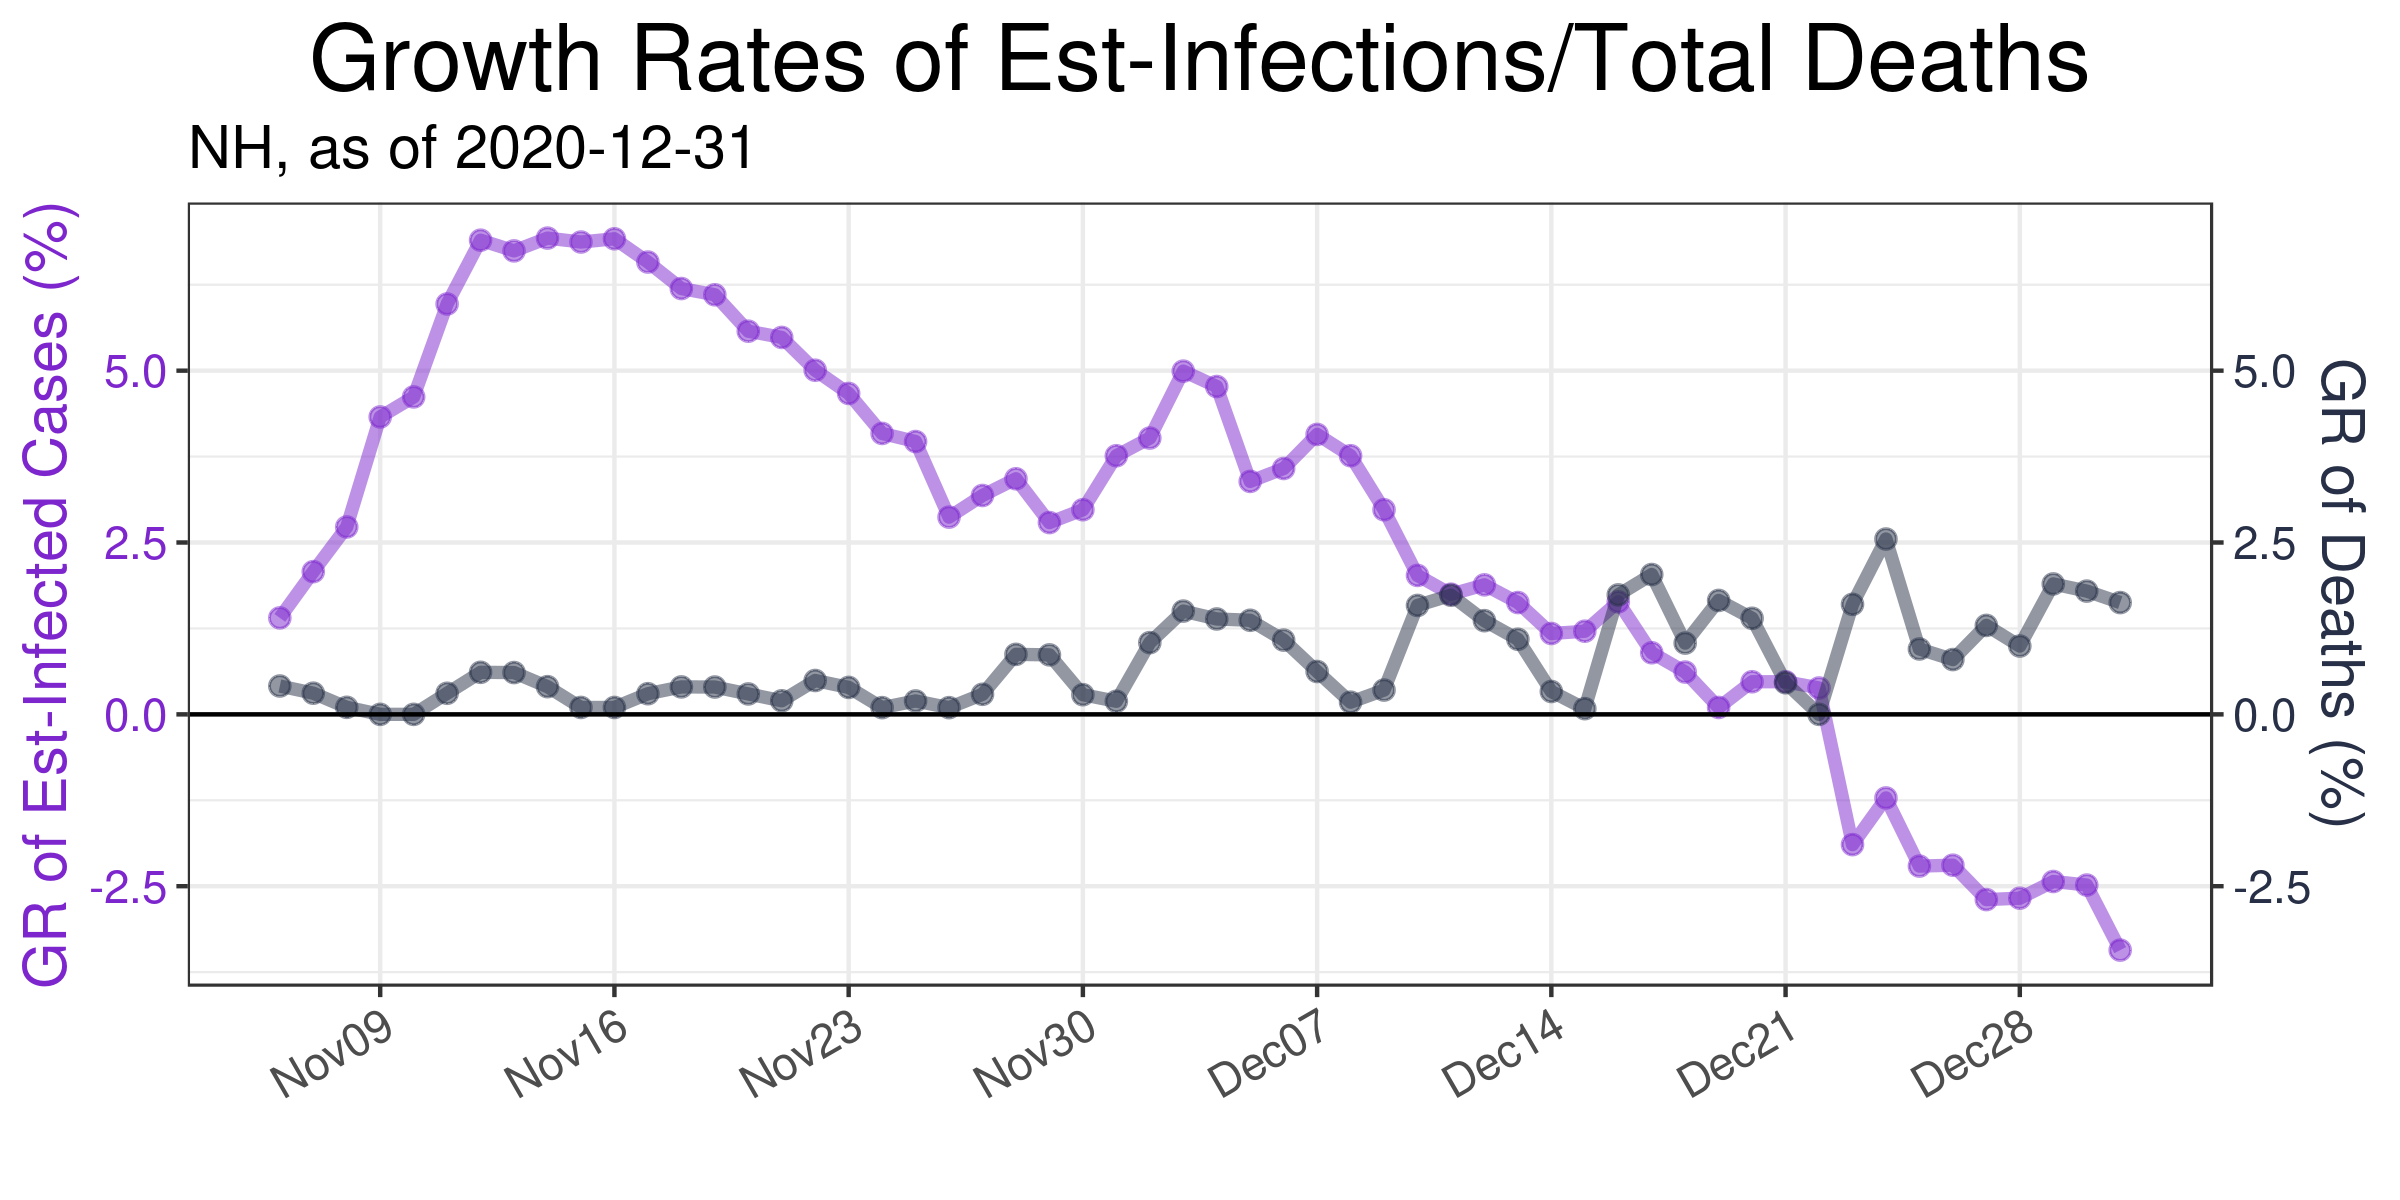 Growth Rates of Est-Infections/Total Deaths
NH, as of 2020-12-31
GR of Est-Infected Cases (%)
5.0
2.5
0.0
-2.5
5.0
2.5
0.0
-2.5
GR of Deaths (%)
Nov09
Nov16
Nov23
Nov30
Dec07
Dec14
Dec21
Dec28